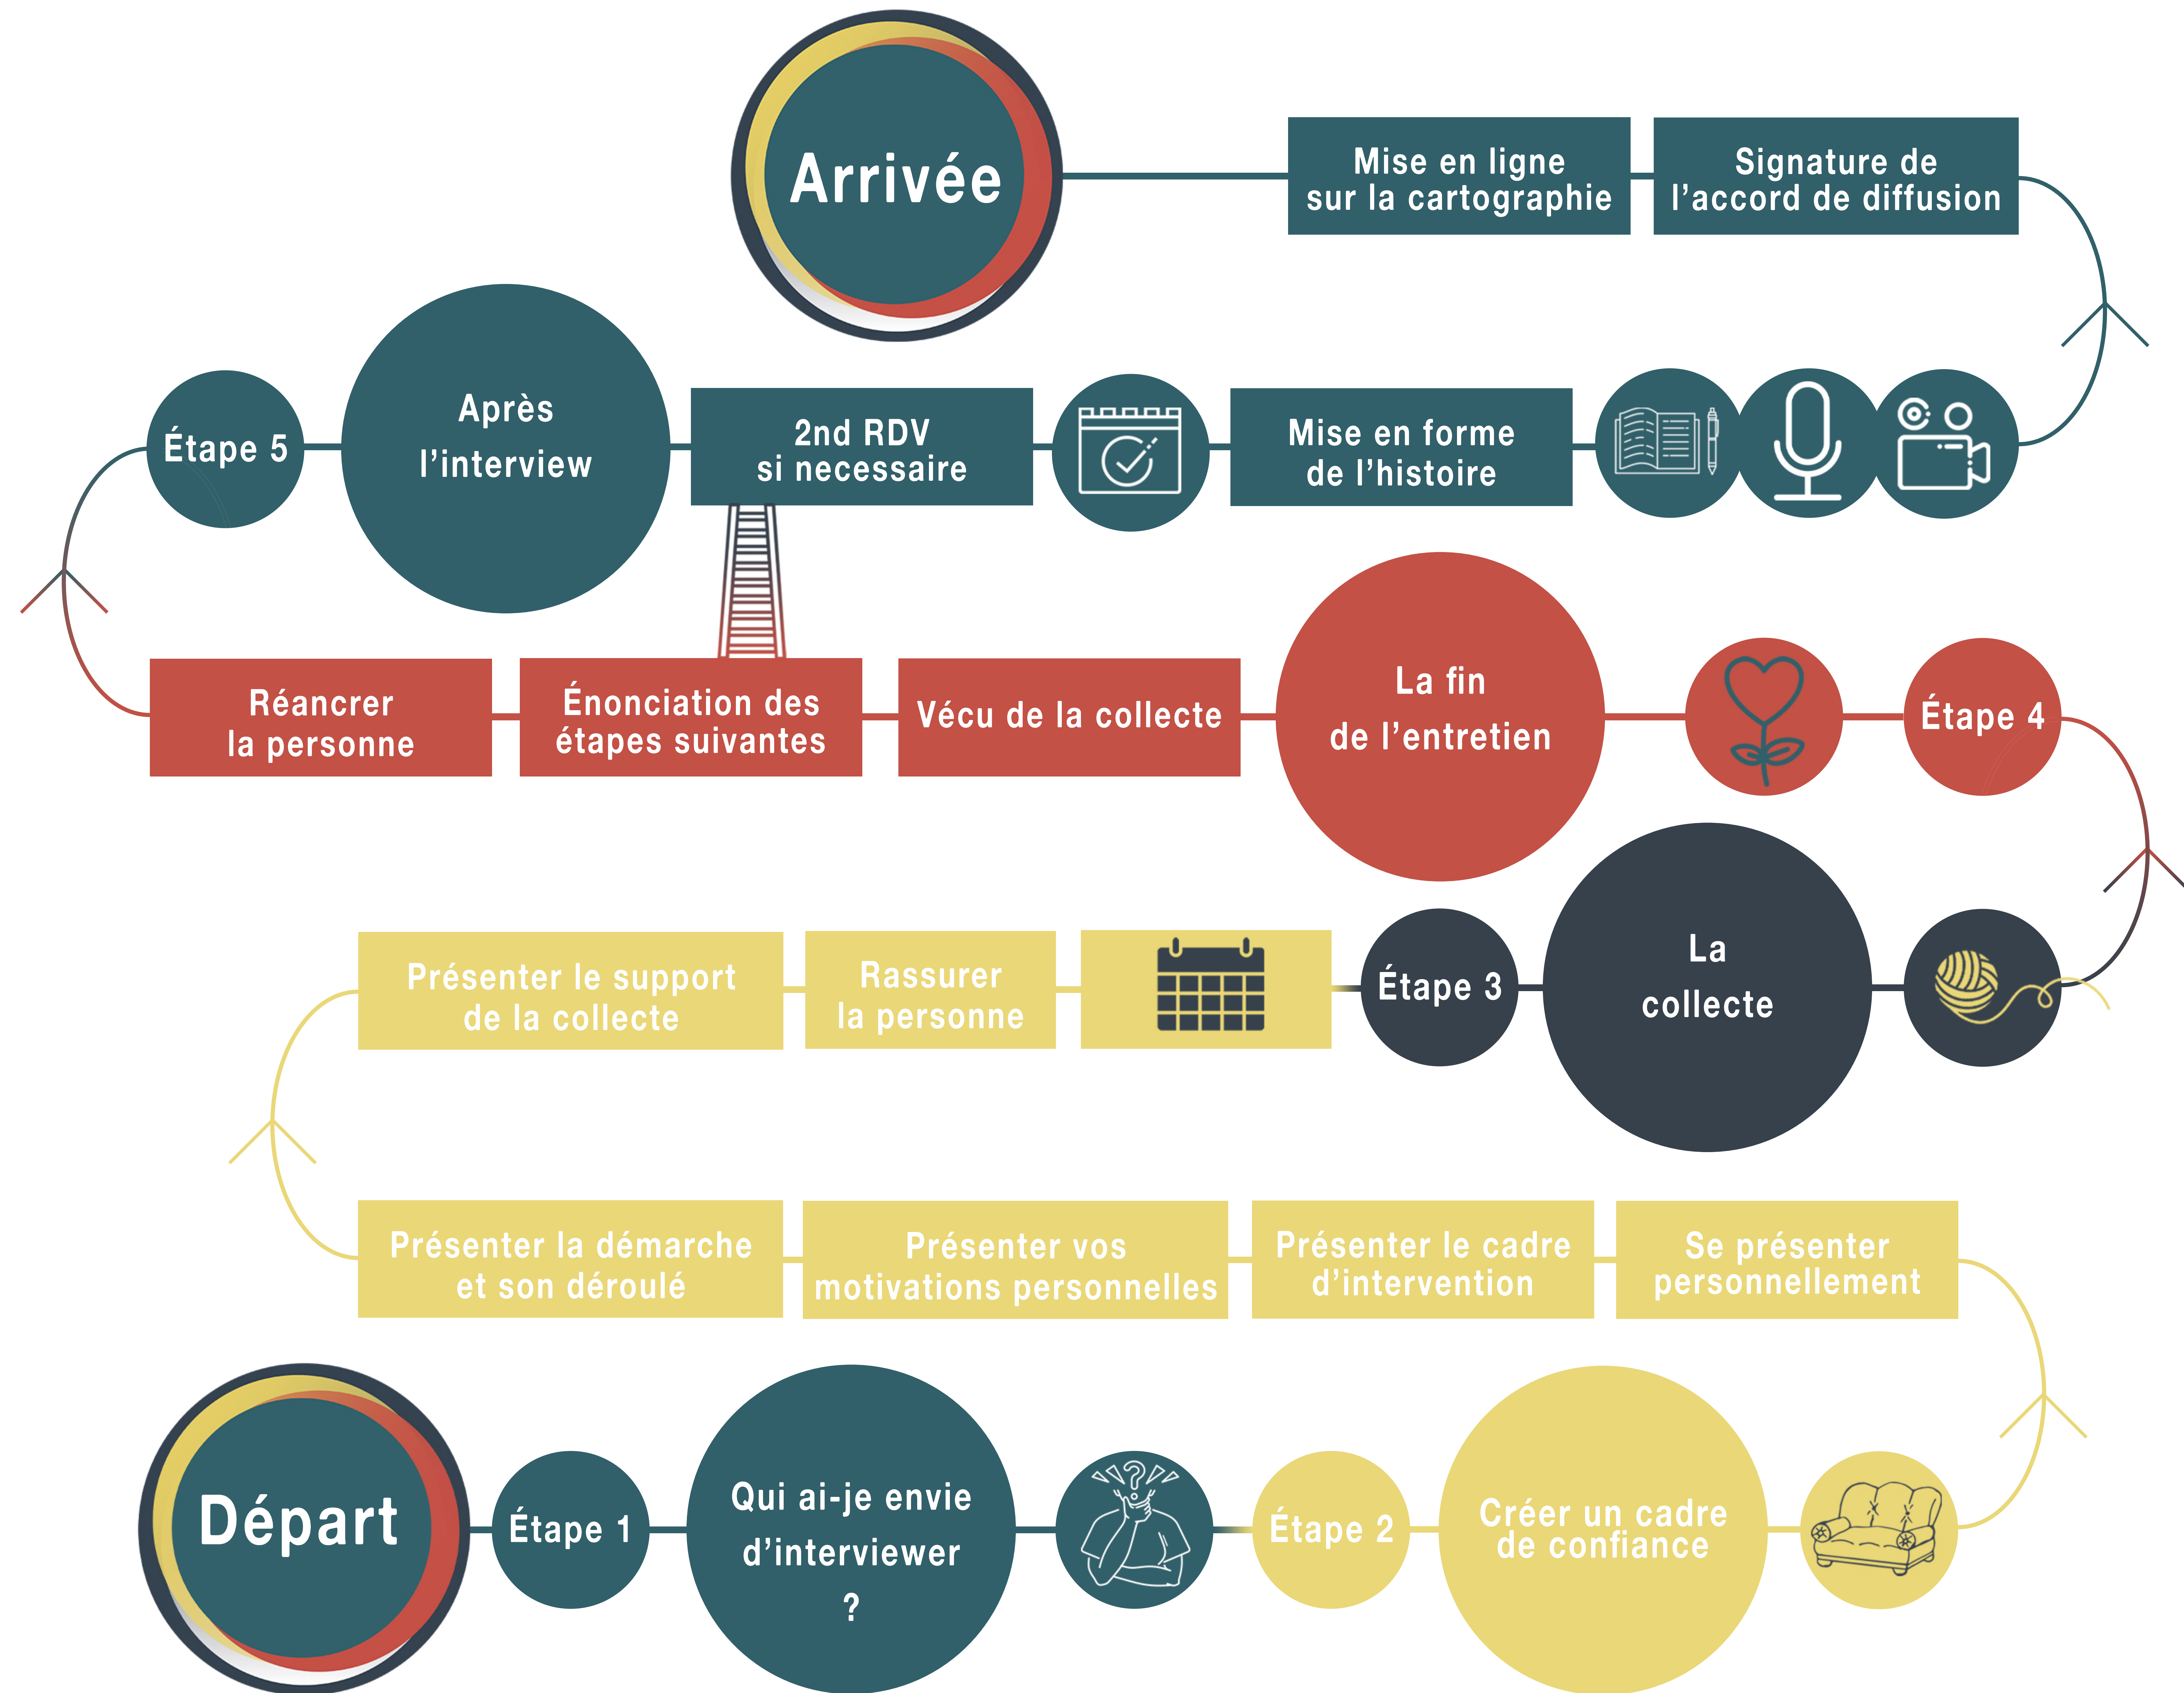 Arrivée
Mise en ligne
sur la cartographie
Signature de
l’accord de diffusion
Étape 5
Après
l’interview
2nd RDV
si necessaire
Mise en forme
de l’histoire
Réancrer
la personne
Énonciation des
étapes suivantes
Vécu de la collecte
La fin
de l’entretien
Étape 4
Présenter le support
de la collecte
Rassurer
la personne
Étape 3
La
collecte
Présenter la démarche
et son déroulé
Présenter vos
motivations personnelles
Présenter le cadre
d’intervention
Se présenter
personnellement
Départ
Étape 1
Qui ai-je envie
d’interviewer
?
Étape 2
Créer un cadre
de confiance